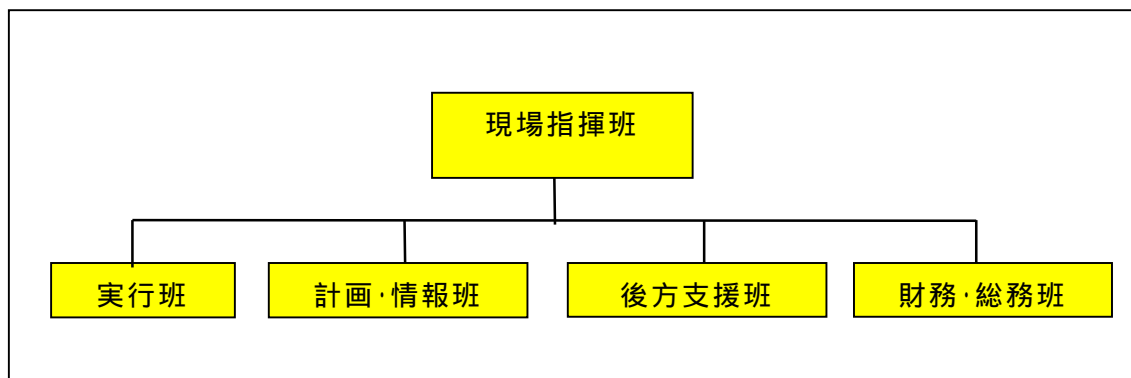 現場指揮班
実行班
計画・情報班
後方支援班
財務・総務班